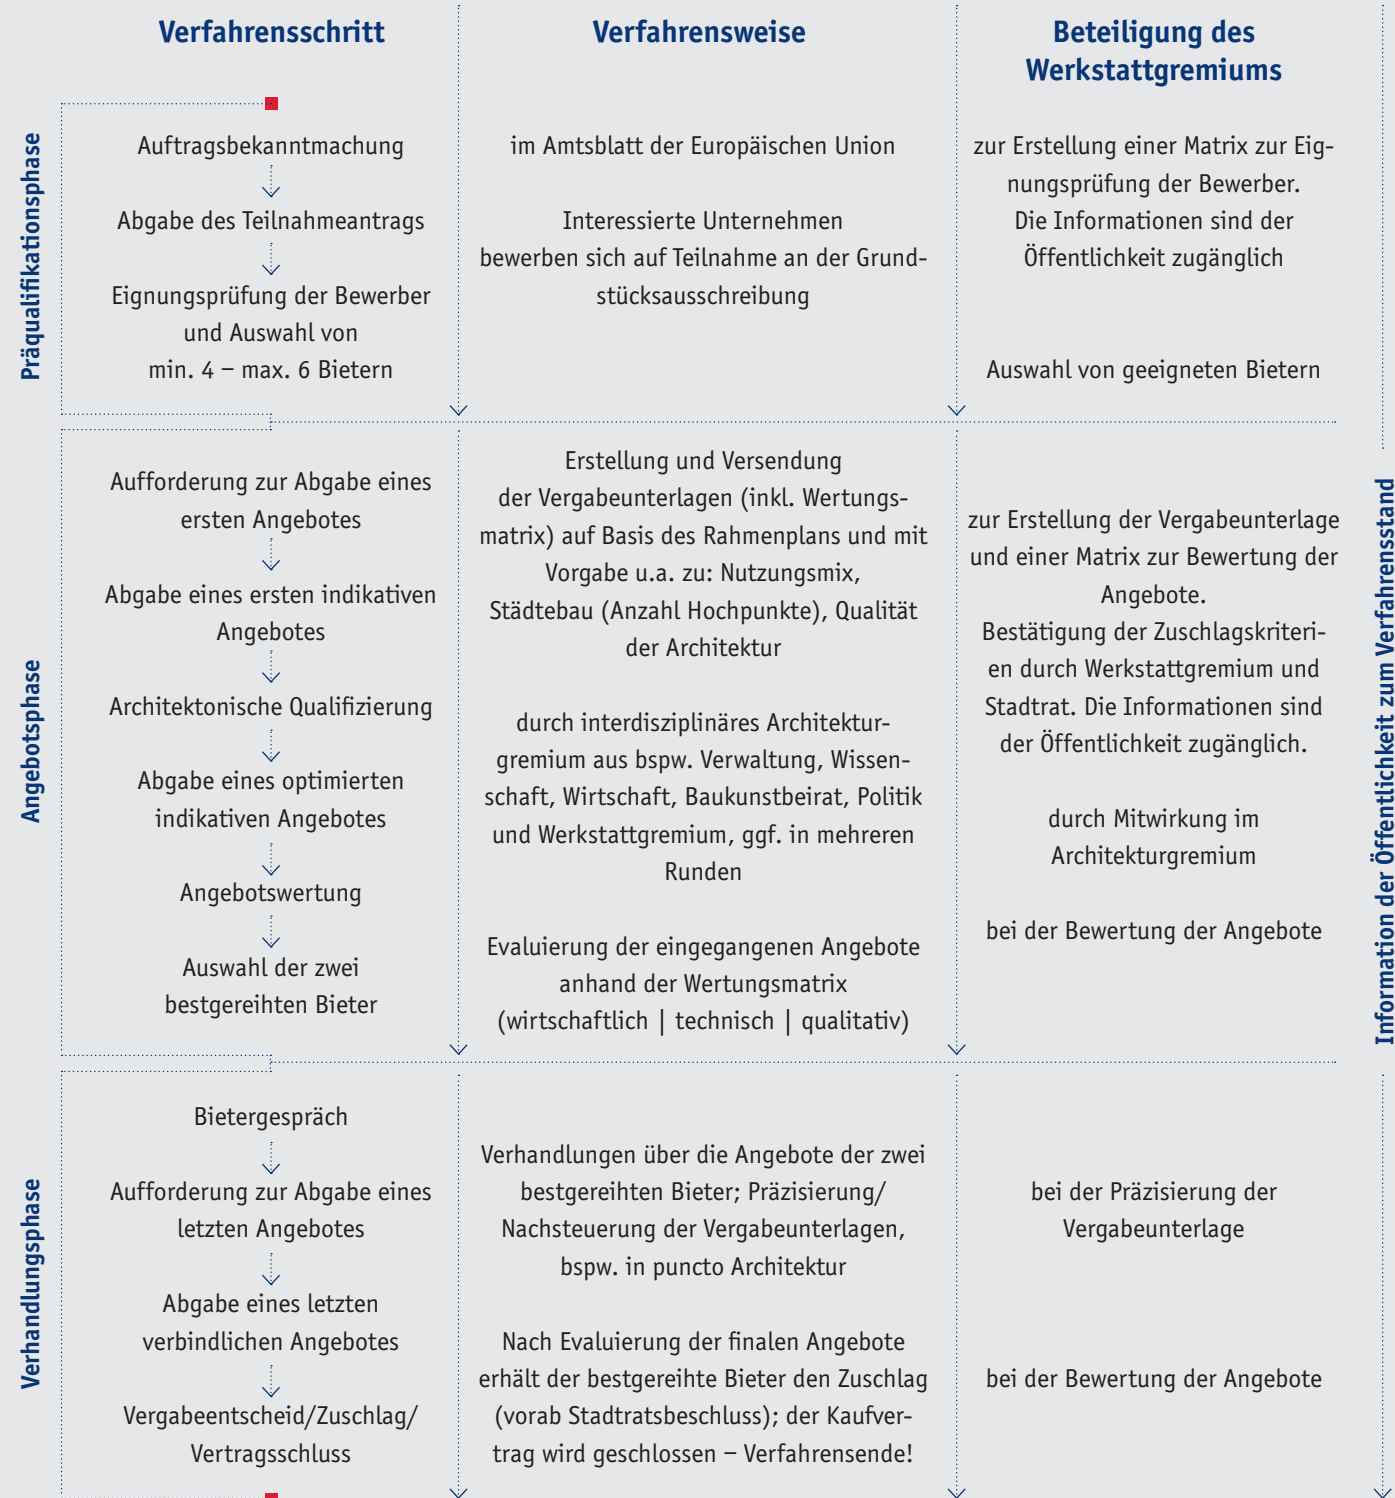 Verfahrensschritt
Verfahrensweise
Beteiligung des
Werkstattgremiums
Präqualifikationsphase
Auftragsbekanntmachung
Abgabe des Teilnahmeantrags
Eignungsprüfung der Bewerber
und Auswahl von
min. 4 – max. 6 Bietern
im Amtsblatt der Europäischen Union
Interessierte Unternehmen
bewerben sich auf Teilnahme an der Grund-
stücksausschreibung
zur Erstellung einer Matrix zur Eig-
nungsprüfung der Bewerber.
Die Informationen sind der
Öffentlichkeit zugänglich
Auswahl von geeigneten Bietern
Angebotsphase
Aufforderung zur Abgabe eines
ersten Angebotes
Abgabe eines ersten indikativen
Angebotes
Architektonische Qualifizierung
Abgabe eines optimierten
indikativen Angebotes
Angebotswertung
Auswahl der zwei
bestgereihten Bieter
Erstellung und Versendung
der Vergabeunterlagen (inkl. Wertungs-
matrix) auf Basis des Rahmenplans und mit
Vorgabe u.a. zu: Nutzungsmix,
Städtebau (Anzahl Hochpunkte), Qualität
der Architektur
durch interdisziplinäres Architektur-
gremium aus bspw. Verwaltung, Wissen-
schaft, Wirtschaft, Baukunstbeirat, Politik
und Werkstattgremium, ggf. in mehreren
Runden
Evaluierung der eingegangenen Angebote
anhand der Wertungsmatrix
(wirtschaftlich | technisch | qualitativ)
zur Erstellung der Vergabeunterlage
und einer Matrix zur Bewertung der
Angebote.
Bestätigung der Zuschlagskriteri-
en durch Werkstattgremium und
Stadtrat. Die Informationen sind
der Öffentlichkeit zugänglich.
durch Mitwirkung im
Architekturgremium
bei der Bewertung der Angebote
Verhandlungsphase
Bietergespräch
Aufforderung zur Abgabe eines
letzten Angebotes
Abgabe eines letzten
verbindlichen Angebotes
Vergabeentscheid/Zuschlag/
Vertragsschluss
Verhandlungen über die Angebote der zwei
bestgereihten Bieter; Präzisierung/
Nachsteuerung der Vergabeunterlagen,
bspw. in puncto Architektur
Nach Evaluierung der finalen Angebote
erhält der bestgereihte Bieter den Zuschlag
(vorab Stadtratsbeschluss); der Kaufver-
trag wird geschlossen – Verfahrensende!
bei der Präzisierung der
Vergabeunterlage
bei der Bewertung der Angebote
Information der Öffentlichkeit zum Verfahrensstand